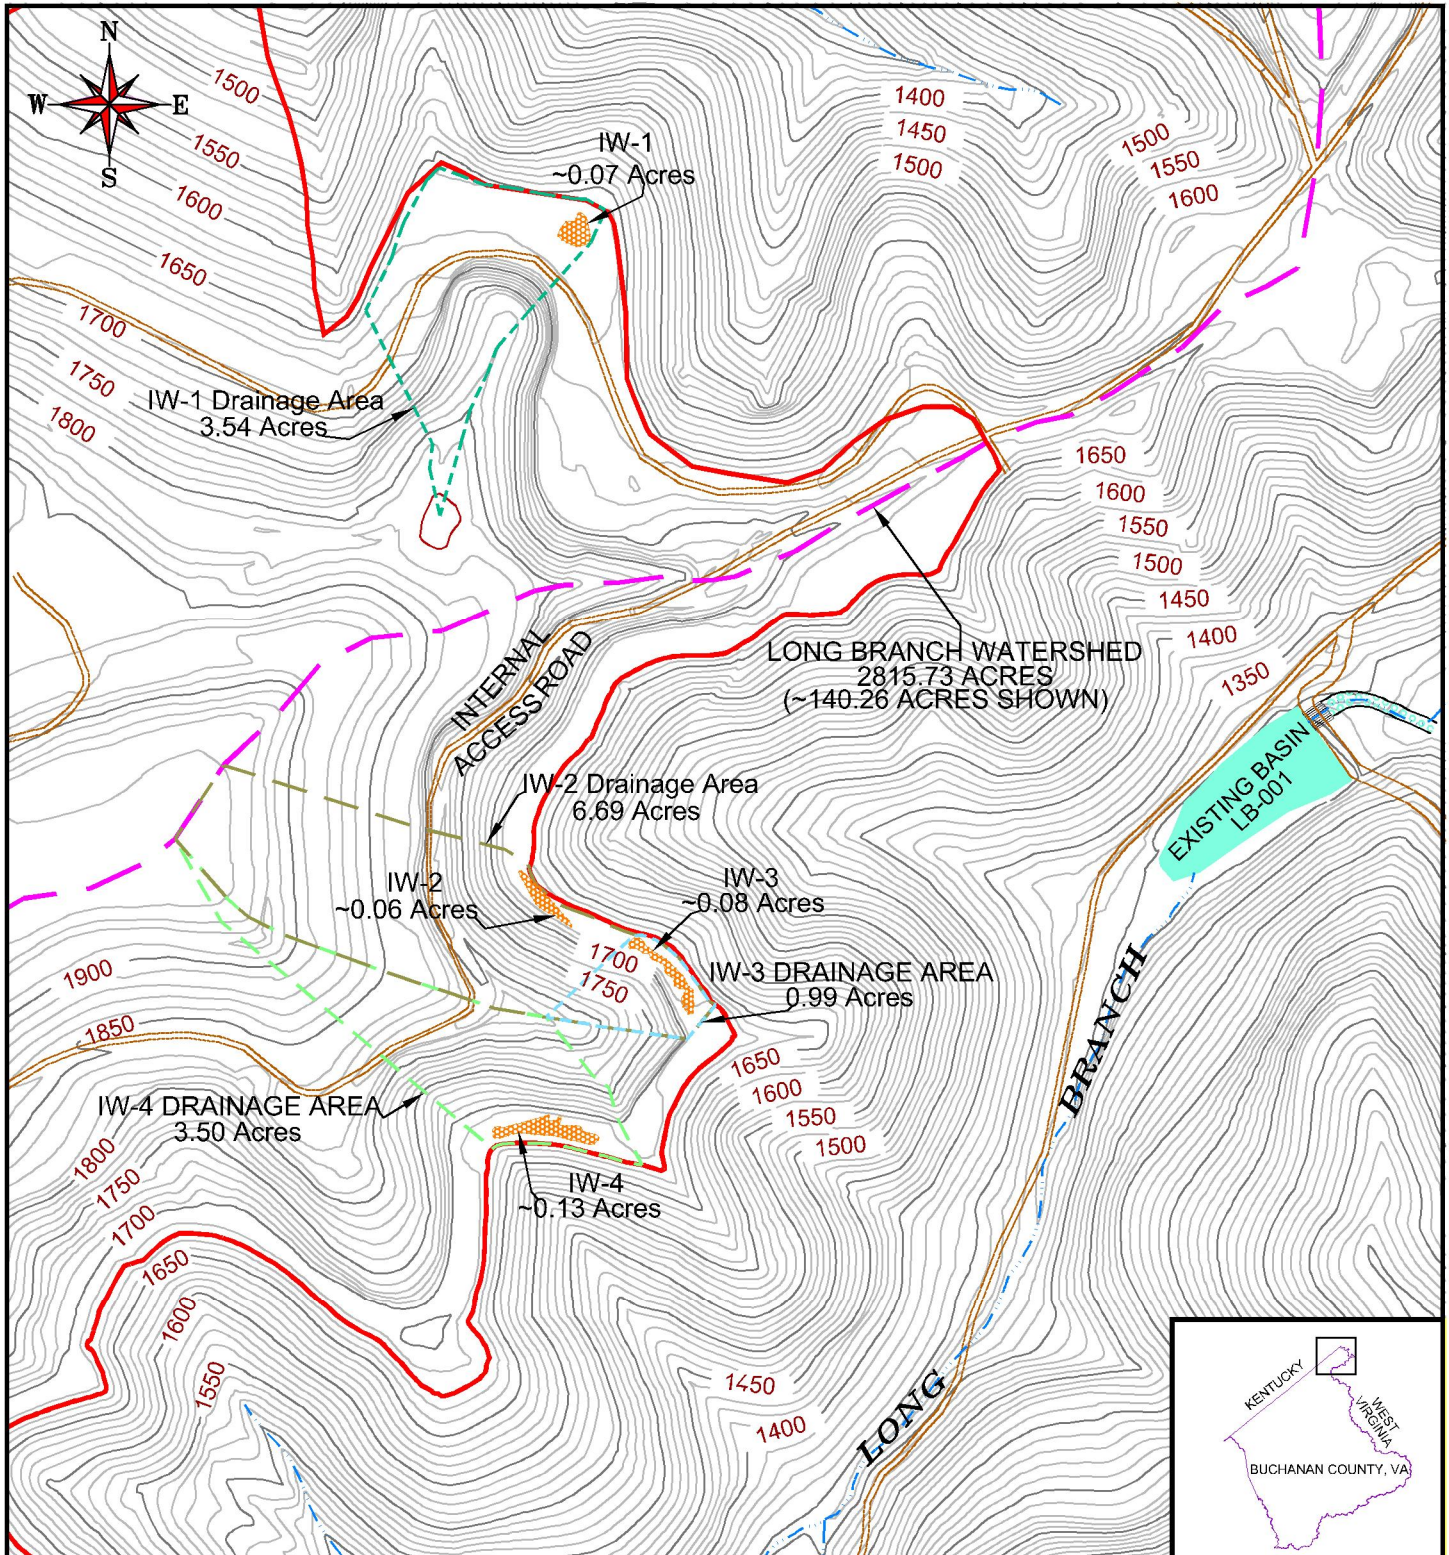 N
W
E
S
1500
1550
1600
1650
1700
1750
1800
IW-1
~0.07 Acres
1400
1450
1500
1500
1550
1600
IW-1 Drainage Area
3.54 Acres
1650
1600
1550
1500
1450
1400
1350
LONG BRANCH WATERSHED
2815.73 ACRES
(~140.26 ACRES SHOWN)
INTERNAL
ACCESS ROAD
EXISTING BASIN
LB-001
IW-2 Drainage Area
6.69 Acres
IW-2
~0.06 Acres
IW-3
~0.08 Acres
1700
1750
IW-3 DRAINAGE AREA
0.99 Acres
1900
1850
1650
1600
1550
1500
IW-4 DRAINAGE AREA
3.50 Acres
1800
1750
1700
1650
1600
1550
IW-4
~0.13 Acres
LONG BRANCH
1450
1400
KENTUCKY
WEST
VIRGINIA
BUCHANAN COUNTY, VA